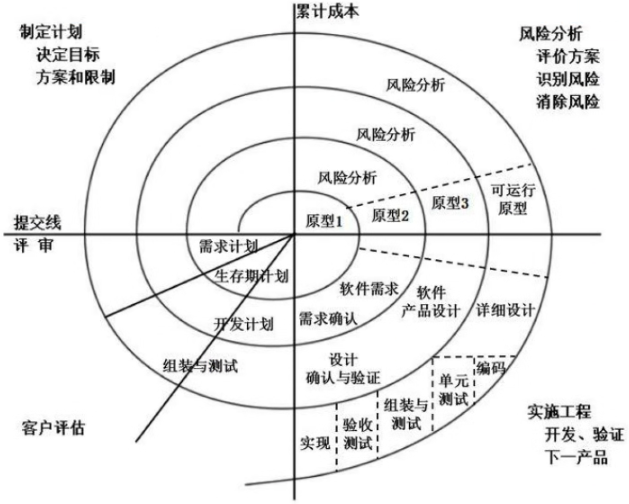 累计成本
制定计划
决定目标
方案和限制
风险分析
评价方案
识别风险
消除风险
风险分析
风险分析
风险分析
可运行
原型
原型3
原型2
原型1
提交线
评 审
需求计划
生存期计划
开发计划
组装与测试
软件需求
需求确认
软件
产品设计
详细设计
设计
确认与验证
编码
单元
测试
组装与
测试
验收
测试
实现
客户评估
实施工程
开发、验证
下一产品